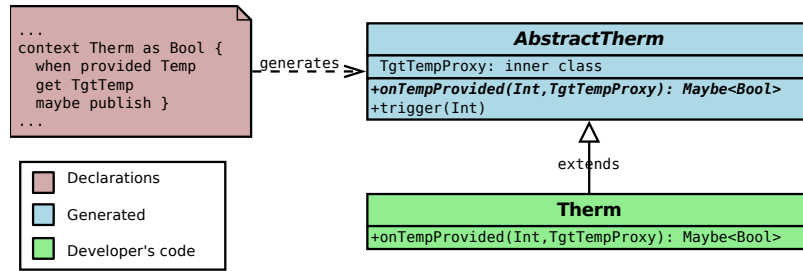 ...
context Therm as Bool {
when provided Temp
get TgtTemp
maybe publish }
...
generates
AbstractTherm
TgtTempProxy: inner class
+onTempProvided(Int,TgtTempProxy): Maybe<Bool>
+trigger(Int)
extends
Declarations
Generated
Developer's code
Therm
+onTempProvided(Int,TgtTempProxy): Maybe<Bool>